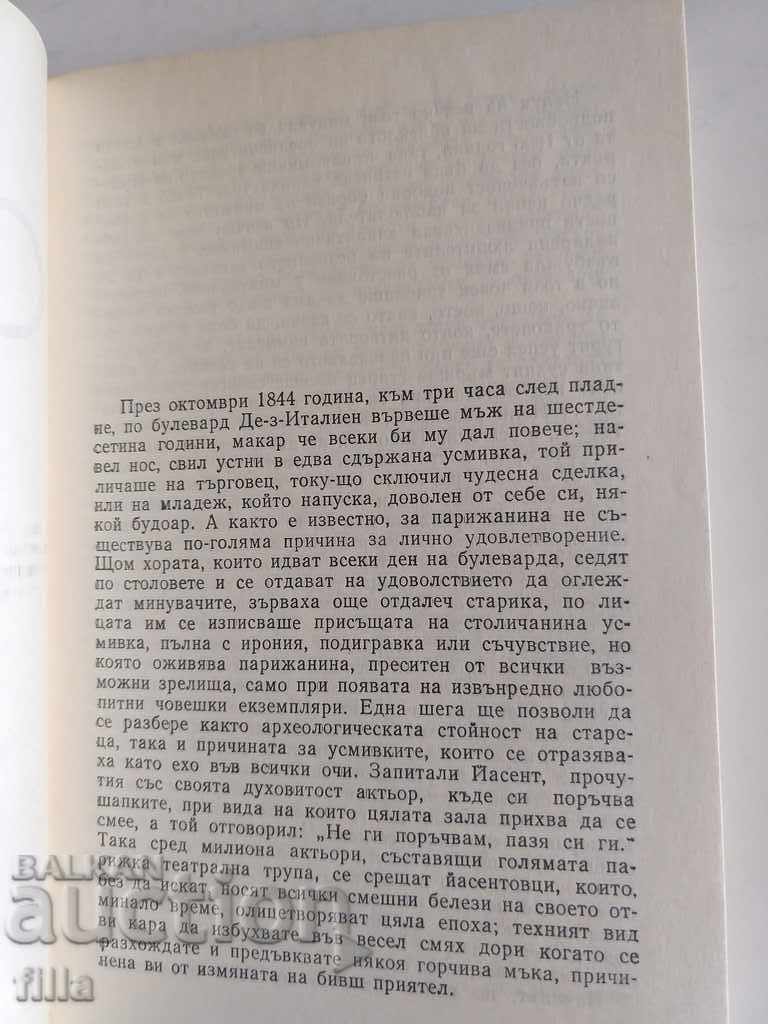 През октомври 1844 година, към три часа след плад-
не, по булевард Де-з-Италиен вървеше мъж на шестде-
сетина години, макар че всеки би му дал повече; на-
вел нос, свил устни в едва сдържана усмивка, той при-
личаше на търговец, току-що сключил чудесна сделка,
или на младеж, който напуска, доволен от себе си, ня-
кой будоар. А както е известно, за парижанина не съ-
ществува по-голяма причина за лично удовлетворение.
Щом хората, които идват всеки ден на булеварда, седят
по столовете и се отдават на удоволствието да оглеж-
дат минувачите, зърваха още отдалеч старика, по ли-
цата им се изписваше присъщата на столичанина ус-
мивка, пълна с ирония, подигравка или съчувствие, но
която оживява парижанина, преситен от всички въз-
можни зрелища, само при появата на извънредно любо-
питни човешки екземпляри. Една шега ще позволи да
се разбере както археологическата стойност на старе-
ца, така и причината за усмивките, които се отразява-
ха като ехо във всички очи. Запитали Йасент, прочу-
тия със своята духовитост актьор, къде си поръчва
шапките, при вида на които цялата зала прихва да се
смее, а той отговорил: „Не ги поръчвам, пазя си ги.“
Така сред милиона актьори, съставящи голямата па-
рижка театрална трупа, се срещат йасентовци, които,
без да искат, носят всички смешни белези на своето от-
минало време, олицетворяват цяла епоха; техният вид
ви кара да избухвате във весел смях дори когато се
разхождате и предъвквате някоя горчива мъка, причи-
нена ви от измяната на бивш приятел.
BALKAN
auction
filla